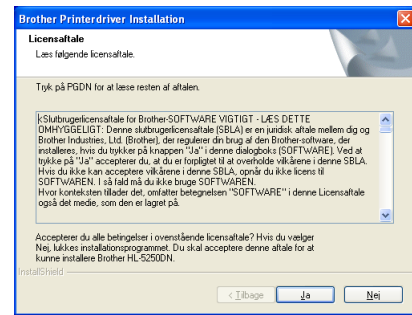 Brother Printerdriver Installation
Licensaftale
Læs følgende licensaftale.
Tryk på PGDN for at læse resten af aftalen.
<Slutbrugerlicensaftale for Brother-SOFTWARE VIGTIGT - LÆS DETTE
OMHYGGELIGT: Denne slutbrugerlicensaftale (SBLA) er en juridisk aftale mellem dig og
Brother Industries, Ltd. (Brother), der regulerer din brug af den Brother-software, der
installeres, hvis du trykker på knappen "Ja" i denne dialogboks (SOFTWARE). Ved at
trykke på "Ja" accepterer du, at du er forpligtet til at overholde vilkårene i denne SBLA.
Hvis du ikke kan acceptere vilkårene i denne SBLA, opnår du ikke licens til
SOFTWAREN. I så fald må du ikke bruge SOFTWAREN.
Hvor konteksten tillader det, omfatter betegnelsen "SOFTWARE" i denne Licensaftale
også det medie, som den er lagret på.
Accepterer du alle betingelser i ovenstående licensaftale? Hvis du vælger
Nej, lukkes installationsprogrammet. Du skal acceptere denne aftale for at
kunne installere Brother HL-5250DN.
InstallShield
< Tilbage
Ja
Nej